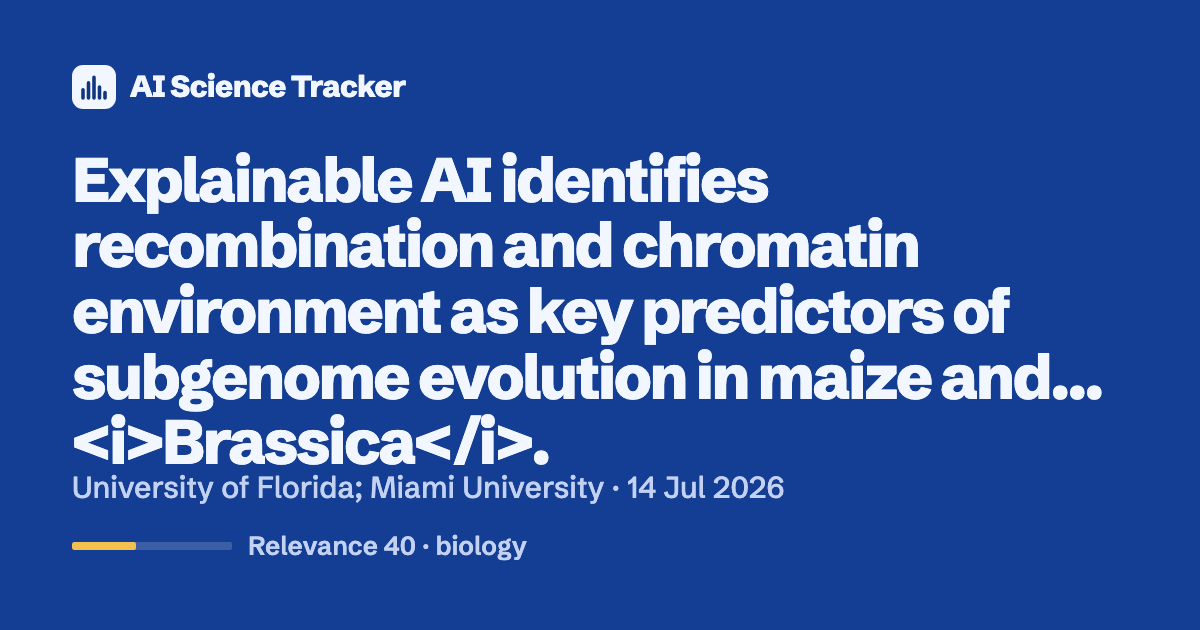 AI Science Tracker
Explainable AI identifies
recombination and chromatin
environment as key predictors of
subgenome evolution in maize and...
<i>Brassica</i>.
University of Florida; Miami University · 14 Jul 2026
Relevance 40 · biology